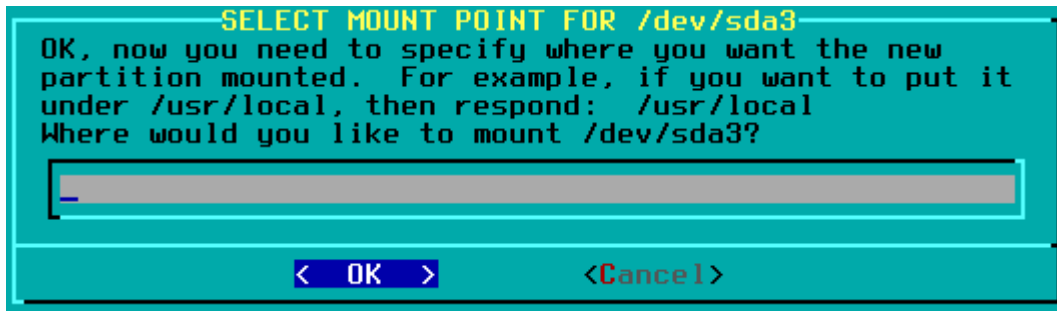 SELECT MOUNT POINT FOR /dev/sda3
OK, now you need to specify where you want the new
partition mounted.  For example, if you want to put it
under /usr/local, then respond:  /usr/local
Where would you like to mount /dev/sda3?
<  OK  > <Cancel>